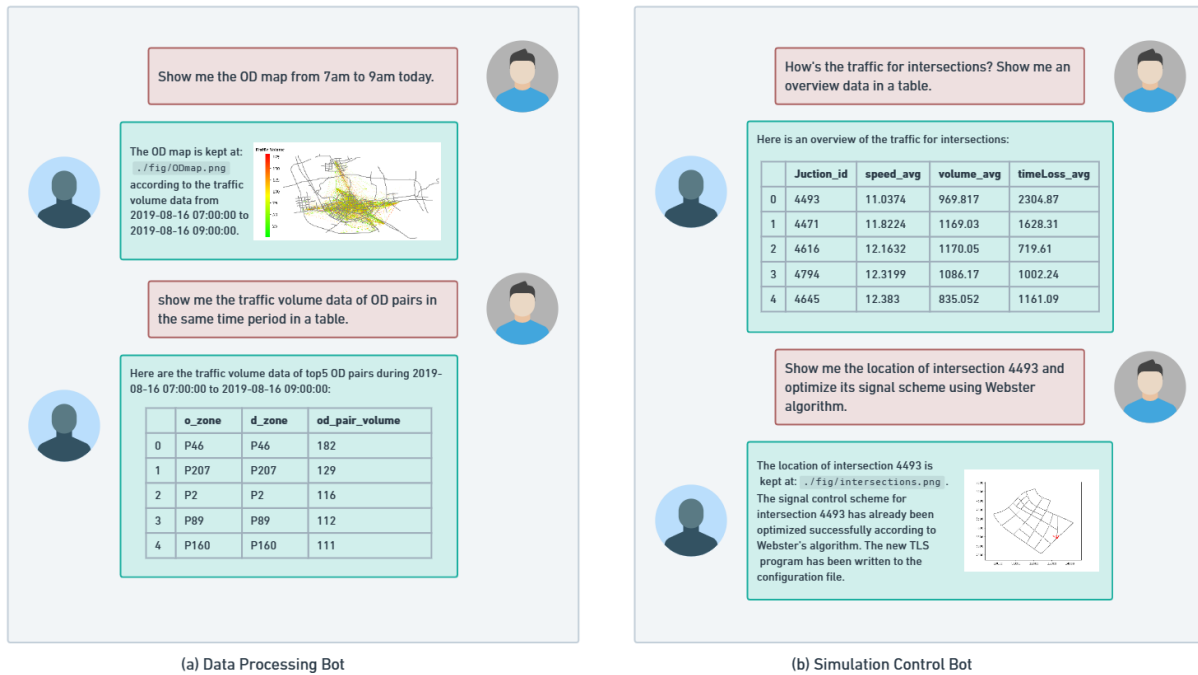 Show me the OD map from 7am to 9am today.
The OD map is kept at:
./fig/ODmap.png
according to the traffic
volume data from
2019-08-16 07:00:00 to
2019-08-16 09:00:00.
show me the traffic volume data of OD pairs in
the same time period in a table.
Here are the traffic volume data of top5 OD pairs during 2019-
08-16 07:00:00 to 2019-08-16 09:00:00:
o_zone d_zone od_pair_volume
0 P46 P46 182
1 P207 P207 129
2 P2 P2 116
3 P89 P89 112
4 P160 P160 111
(a) Data Processing Bot
How's the traffic for intersections? Show me an
overview data in a table.
Here is an overview of the traffic for intersections:
Juction_id speed_avg volume_avg timeLoss_avg
0 4493 11.0374 969.817 2304.87
1 4471 11.8224 1169.03 1628.31
2 4616 12.1632 1170.05 719.61
3 4794 12.3199 1086.17 1002.24
4 4645 12.383 835.052 1161.09
Show me the location of intersection 4493 and
optimize its signal scheme using Webster
algorithm.
The location of intersection 4493 is
kept at: ./fig/intersections.png.
The signal control scheme for
intersection 4493 has already been
optimized successfully according to
Webster's algorithm. The new TLS
program has been written to the
configuration file.
(b) Simulation Control Bot